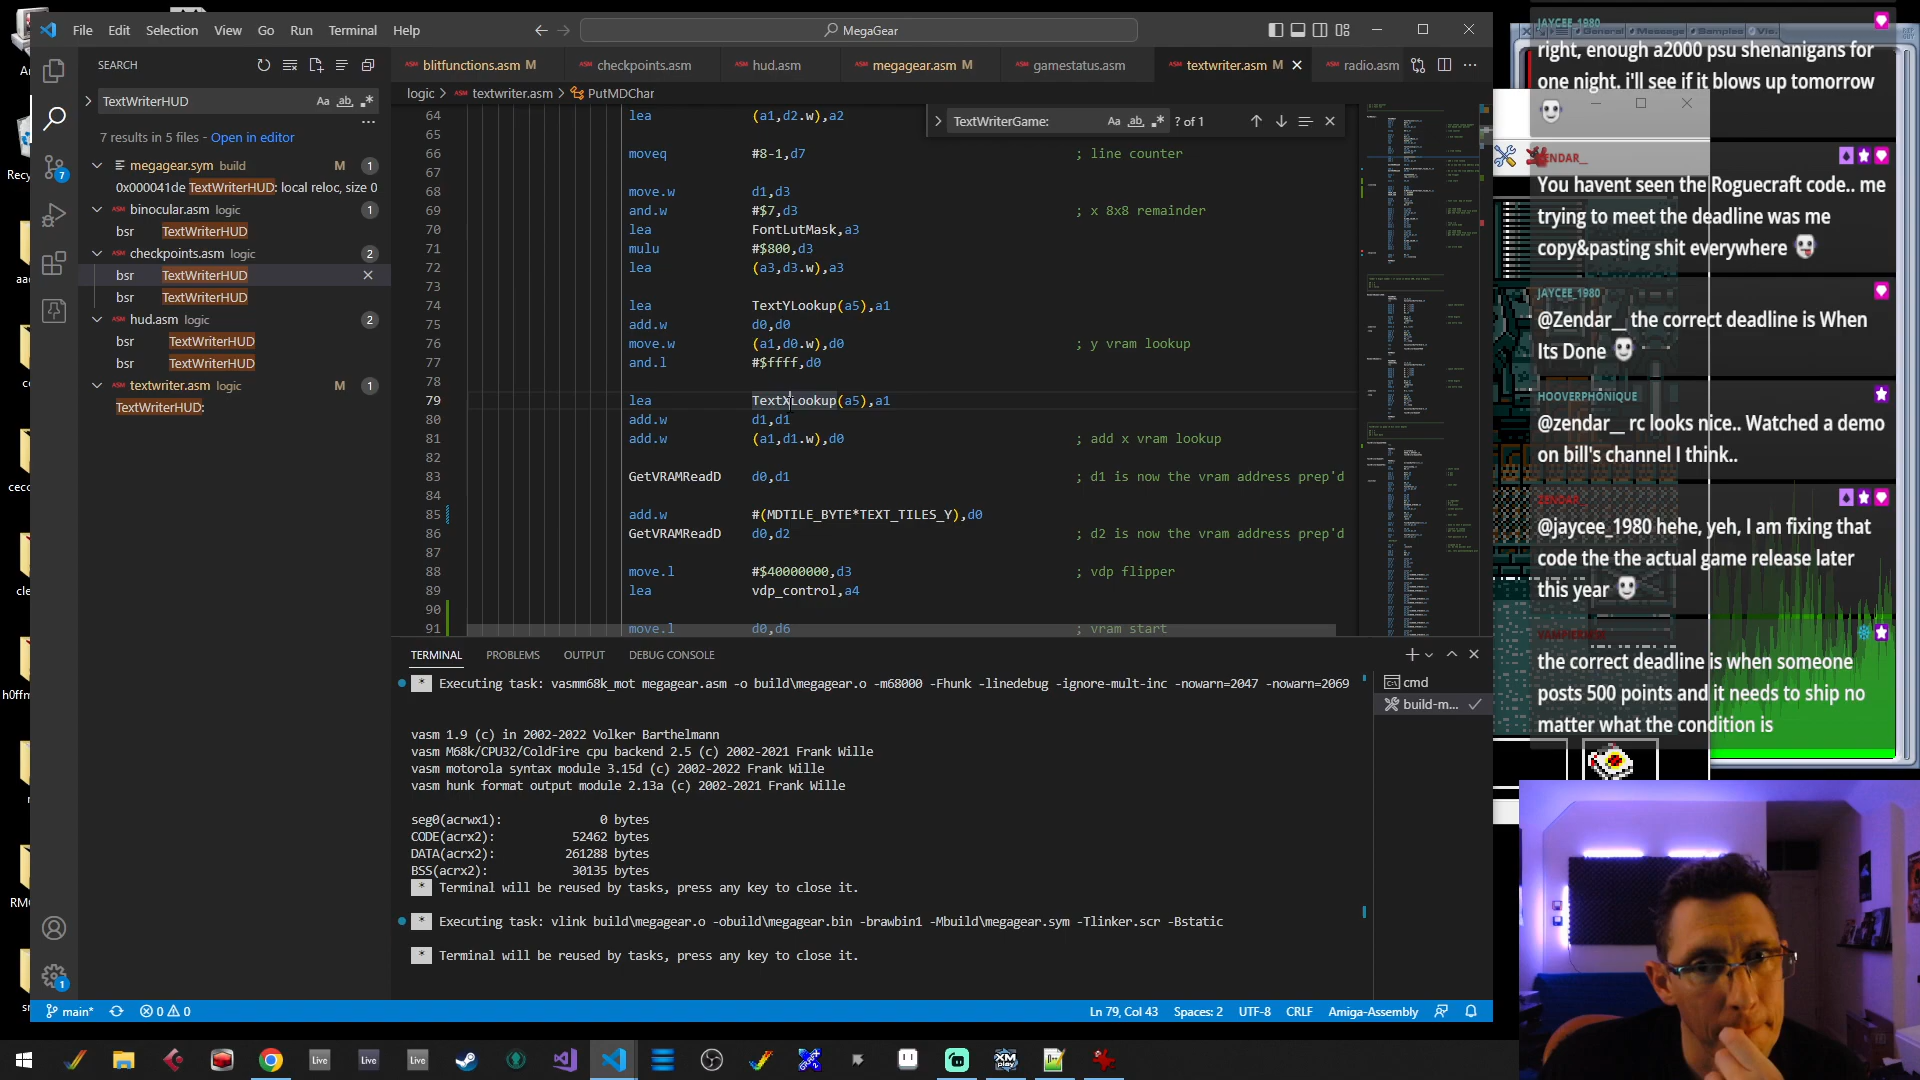 File Edit Selection View Go Run Terminal Help
MegaGear
SEARCH
TextWriterHUD
Aa ab
7 results in 5 files - Open in editor
megagear.sym build M 1
0x000041de TextWriterHUD: local reloc, size 0
binocular.asm logic 1
bsr TextWriterHUD
checkpoints.asm logic 2
bsr TextWriterHUD
bsr TextWriterHUD
hud.asm logic 2
bsr TextWriterHUD
bsr TextWriterHUD
textwriter.asm logic M 1
TextWriterHUD:
blitfunctions.asm M
checkpoints.asm
hud.asm
megagear.asm M
gamestatus.asm
textwriter.asm M
radio.asm
logic > textwriter.asm > PutMDChar
TextWriterGame: Aa ab ? of 1
64 lea (a1,d2.w),a2
65
66 moveq #8-1,d7 ; line counter
67
68 move.w d1,d3
69 and.w #$7,d3 ; x 8x8 remainder
70 lea FontLutMask,a3
71 mulu #$800,d3
72 lea (a3,d3.w),a3
73
74 lea TextYLookup(a5),a1
75 add.w d0,d0
76 move.w (a1,d0.w),d0 ; y vram lookup
77 and.l #$ffff,d0
78
79 lea TextXLookup(a5),a1
80 add.w d1,d1
81 add.w (a1,d1.w),d0 ; add x vram lookup
82
83 GetVRAMReadD d0,d1 ; d1 is now the vram address prep'd
84
85 add.w #(MDTILE_BYTE*TEXT_TILES_Y),d0
86 GetVRAMReadD d0,d2 ; d2 is now the vram address prep'd
87
88 move.l #$40000000,d3 ; vdp flipper
89 lea vdp_control,a4
90
91 move.l d0,d6 ; vram start
TERMINAL PROBLEMS OUTPUT DEBUG CONSOLE
cmd
build-m...
* Executing task: vasmm68k_mot megagear.asm -o build\megagear.o -m68000 -Fhunk -linedebug -ignore-mult-inc -nowarn=2047 -nowarn=2069
vasm 1.9 (c) in 2002-2022 Volker Barthelmann
vasm M68k/CPU32/ColdFire cpu backend 2.5 (c) 2002-2021 Frank Wille
vasm motorola syntax module 3.15d (c) 2002-2022 Frank Wille
vasm hunk format output module 2.13a (c) 2002-2021 Frank Wille
seg0(acrwx1): 0 bytes
CODE(acrx2): 52462 bytes
DATA(acrx2): 261288 bytes
BSS(acrx2): 30135 bytes
* Terminal will be reused by tasks, press any key to close it.
* Executing task: vlink build\megagear.o -obuild\megagear.bin -brawbin1 -Mbuild\megagear.sym -Tlinker.scr -Bstatic
* Terminal will be reused by tasks, press any key to close it.
main* 0 0
Ln 79, Col 43 Spaces: 2 UTF-8 CRLF Amiga-Assembly
JAYCEE_1980
right, enough a2000 psu shenanigans for
one night. i'll see if it blows up tomorrow
ZENDAR__
You havent seen the Roguecraft code.. me
trying to meet the deadline was me
copy&pasting shit everywhere
JAYCEE_1980
@Zendar__ the correct deadline is When
Its Done
HOOVERPHONIQUE
@zendar__ rc looks nice.. Watched a demo
on bill's channel I think..
ZENDAR__
@jaycee_1980 hehe, yeh, I am fixing that
code the the actual game release later
this year
the correct deadline is when someone
posts 500 points and it needs to ship no
matter what the condition is
Live Live Live